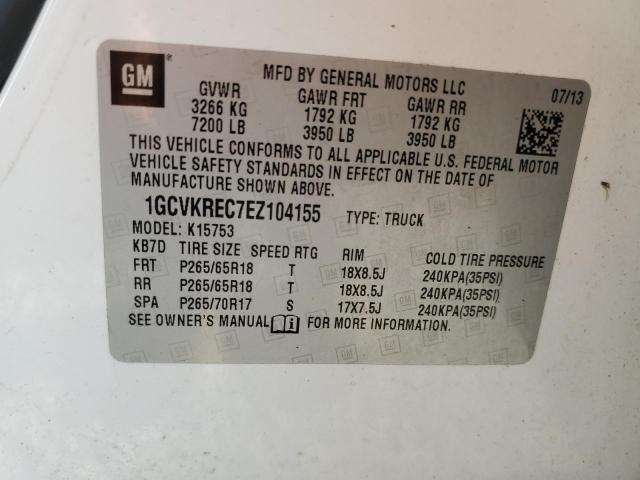 GM
MFD BY GENERAL MOTORS LLC
07/13
GVWR GAWR FRT GAWR RR
3266 KG 1792 KG 1792 KG
7200 LB 3950 LB 3950 LB
THIS VEHICLE CONFORMS TO ALL APPLICABLE U.S. FEDERAL MOTOR
VEHICLE SAFETY STANDARDS IN EFFECT ON THE DATE OF
MANUFACTURE SHOWN ABOVE.
1GCVKREC7EZ104155 TYPE: TRUCK
MODEL: K15753
KB7D TIRE SIZE SPEED RTG RIM COLD TIRE PRESSURE
FRT P265/65R18 T 18X8.5J 240KPA(35PSI)
RR P265/65R18 T 18X8.5J 240KPA(35PSI)
SPA P265/70R17 S 17X7.5J 240KPA(35PSI)
SEE OWNER'S MANUAL FOR MORE INFORMATION.